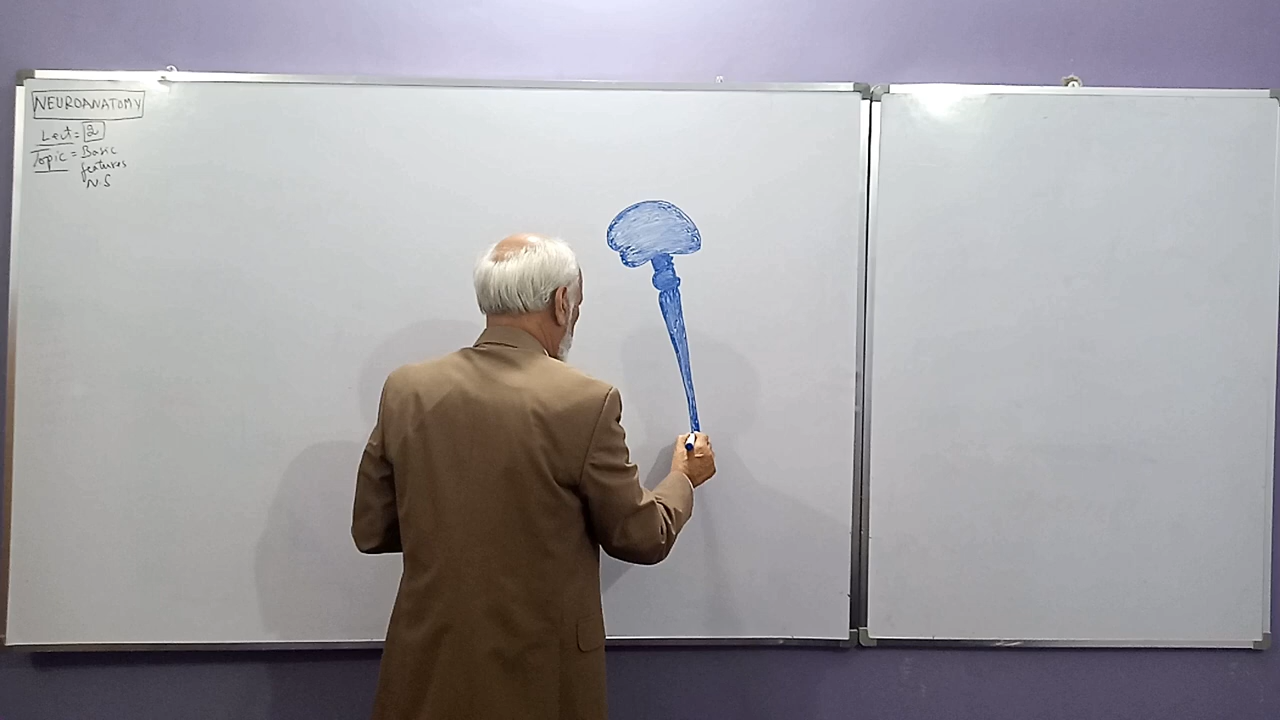 NEUROANATOMY
Lect = 2
Topic = Basic
features
N.S